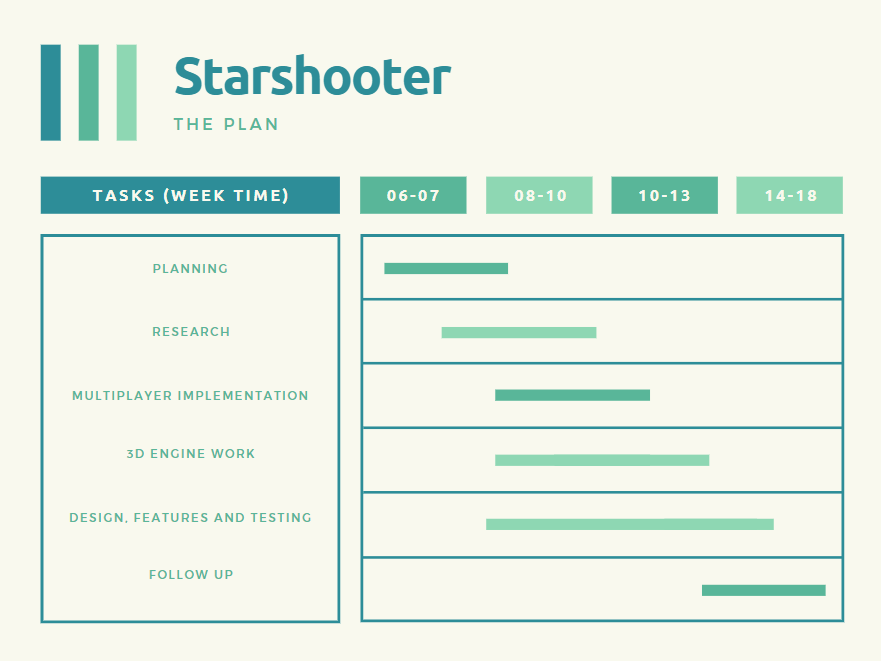 Starshooter
THE PLAN
TASKS (WEEK TIME) 06-07 08-10 10-13 14-18
PLANNING
RESEARCH
MULTIPLAYER IMPLEMENTATION
3D ENGINE WORK
DESIGN, FEATURES AND TESTING
FOLLOW UP